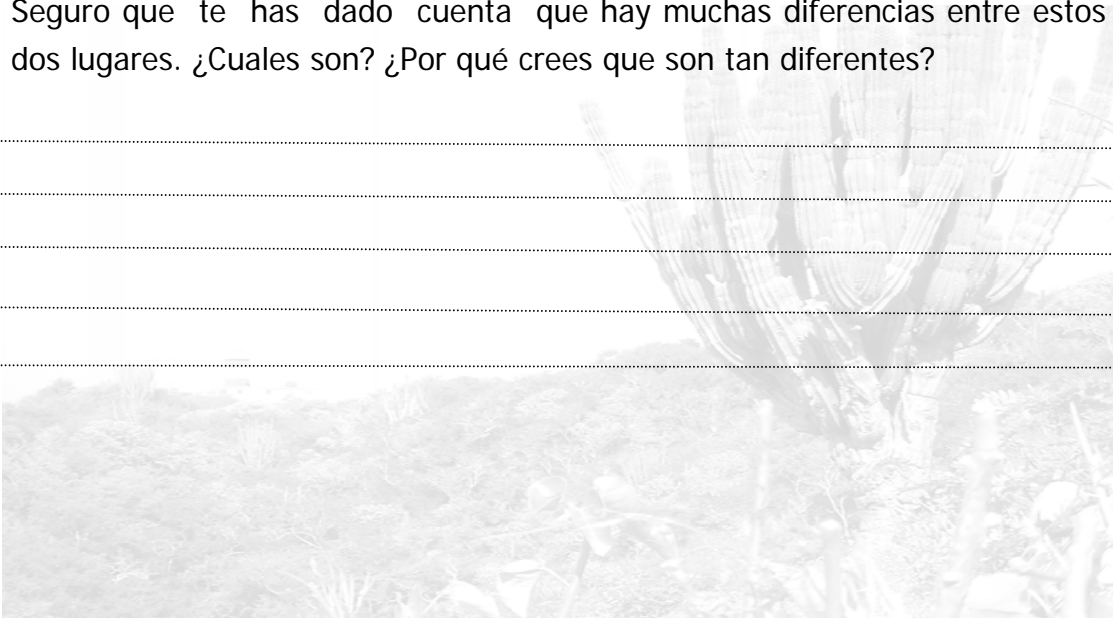 Seguro que te has dado cuenta que hay muchas diferencias entre estos
dos lugares. ¿Cuales son? ¿Por qué crees que son tan diferentes?